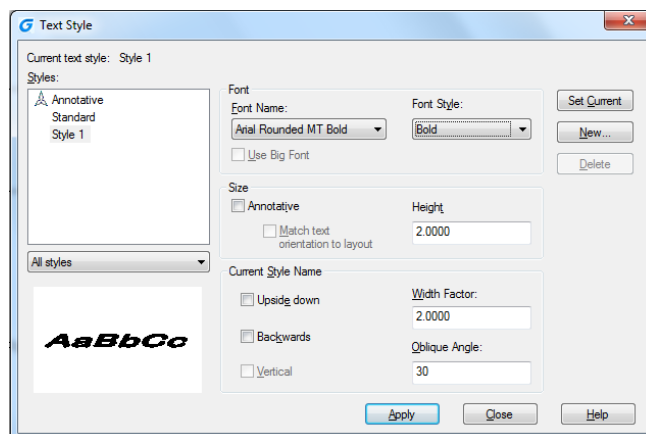 Text Style
Current text style: Style 1
Styles:
Annotative
Standard
Style 1
All styles
AaBbCc
Font
Font Name:
Arial Rounded MT Bold
Use Big Font
Font Style:
Bold
Size
Annotative
Match text
orientation to layout
Height
2.0000
Current Style Name
Upside down
Backwards
Vertical
Width Factor:
2.0000
Oblique Angle:
30
Set Current
New...
Delete
Apply
Close
Help